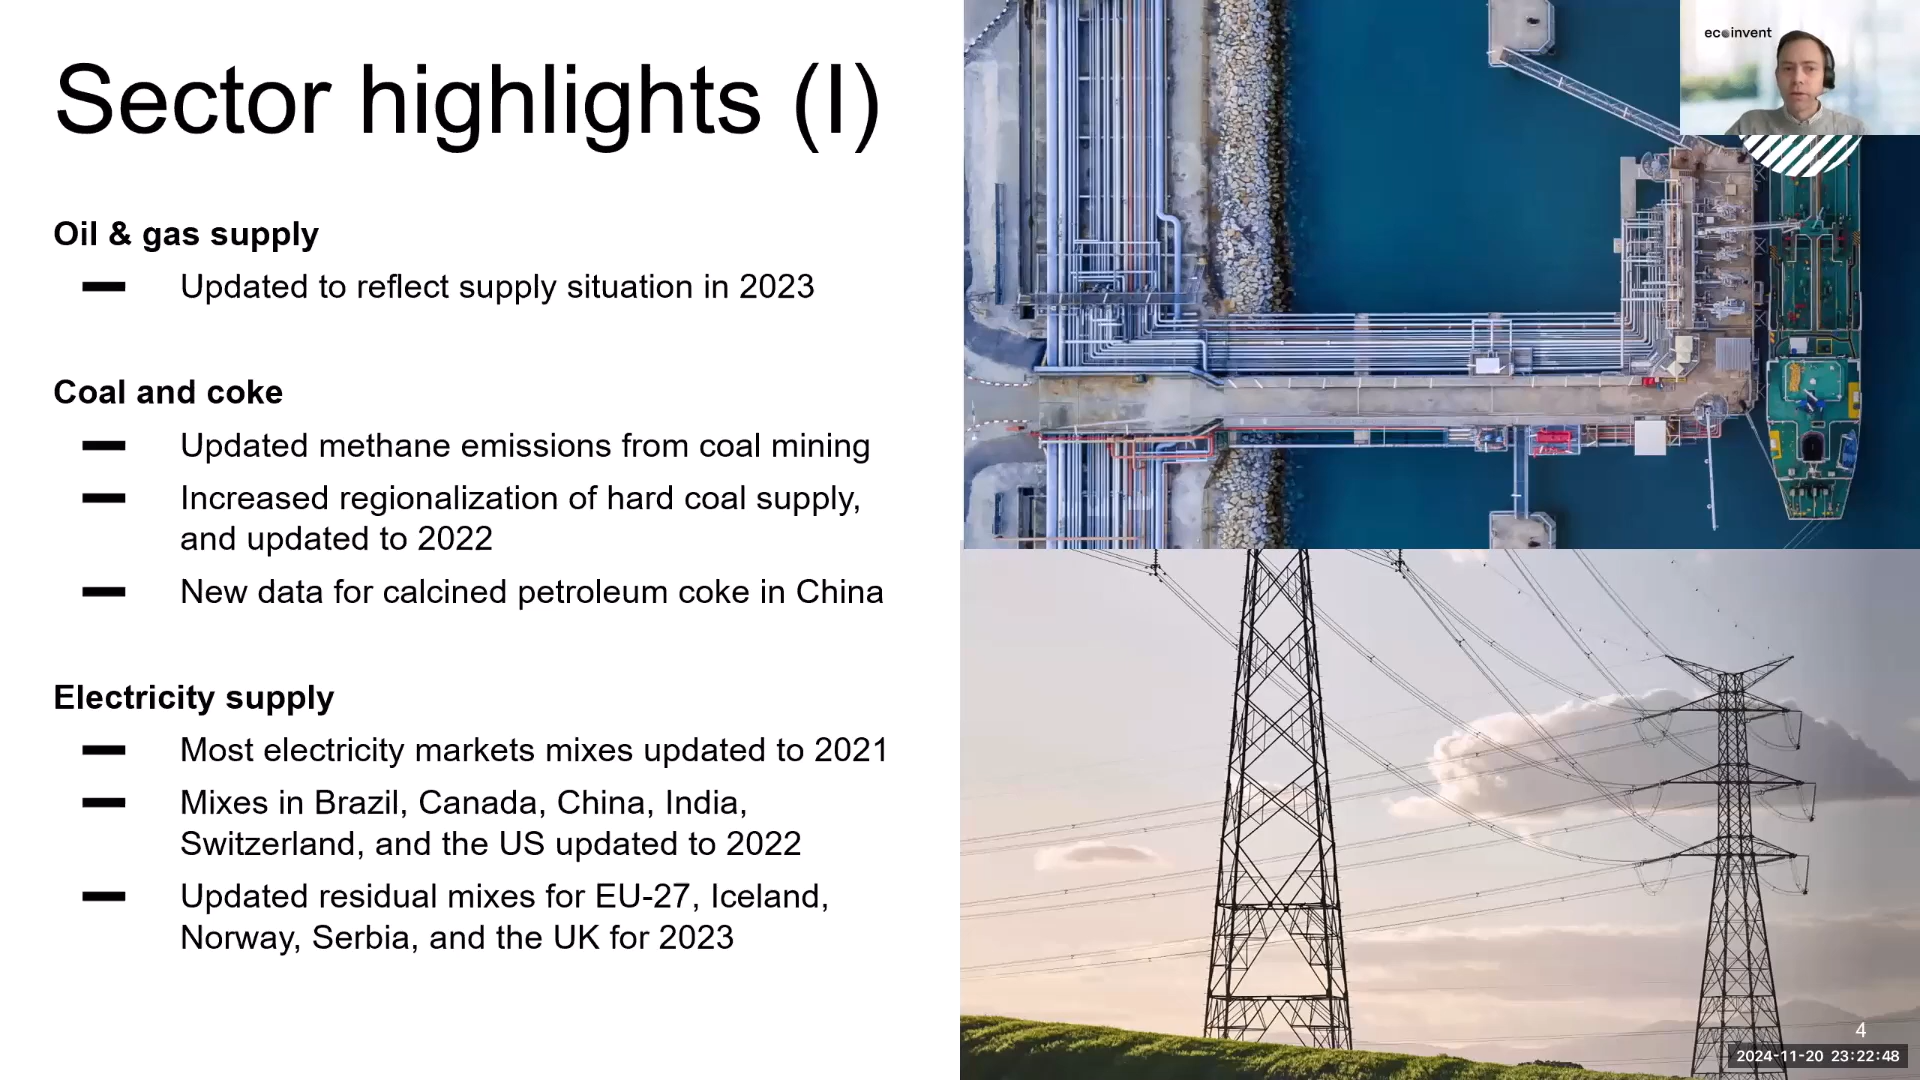 Sector highlights (I)
Oil & gas supply
Updated to reflect supply situation in 2023
Coal and coke
Updated methane emissions from coal mining
Increased regionalization of hard coal supply,
and updated to 2022
New data for calcined petroleum coke in China
Electricity supply
Most electricity markets mixes updated to 2021
Mixes in Brazil, Canada, China, India,
Switzerland, and the US updated to 2022
Updated residual mixes for EU-27, Iceland,
Norway, Serbia, and the UK for 2023
ecoinvent
4
2024-11-20 23:22:48